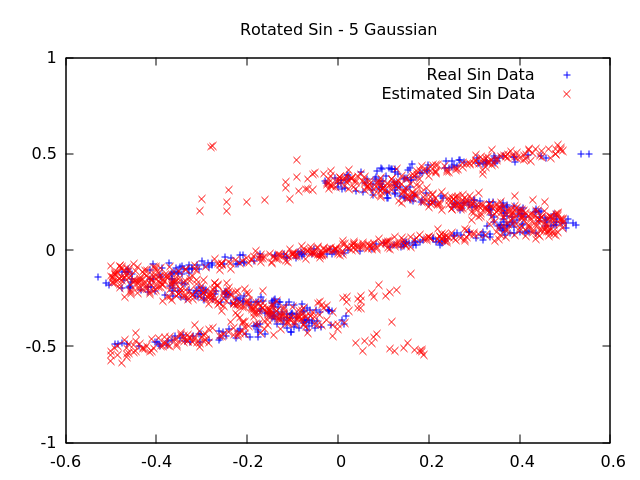 Rotated Sin - 5 Gaussian
1
Real Sin Data
Estimated Sin Data
0.5
0
-0.5
-1
-0.6 -0.4 -0.2 0 0.2 0.4 0.6